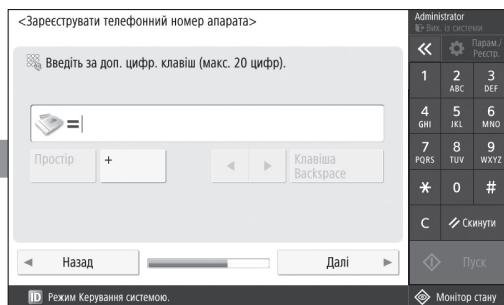 <Зареєструвати телефонний номер апарата>
Введіть за доп. цифр. клавіш (макс. 20 цифр).
=
Простір
+
◀
▶
Клавіша
Backspace
◀ Назад
Далі ▶
ID Режим Керування системою.
Administrator
Вих. із системи
«
Парам./
Реєстр.
1 2 3
ABC DEF
4 5 6
GHI JKL MNO
7 8 9
PQRS TUV WXYZ
* 0 #
C Скинути
Пуск
Монітор стану